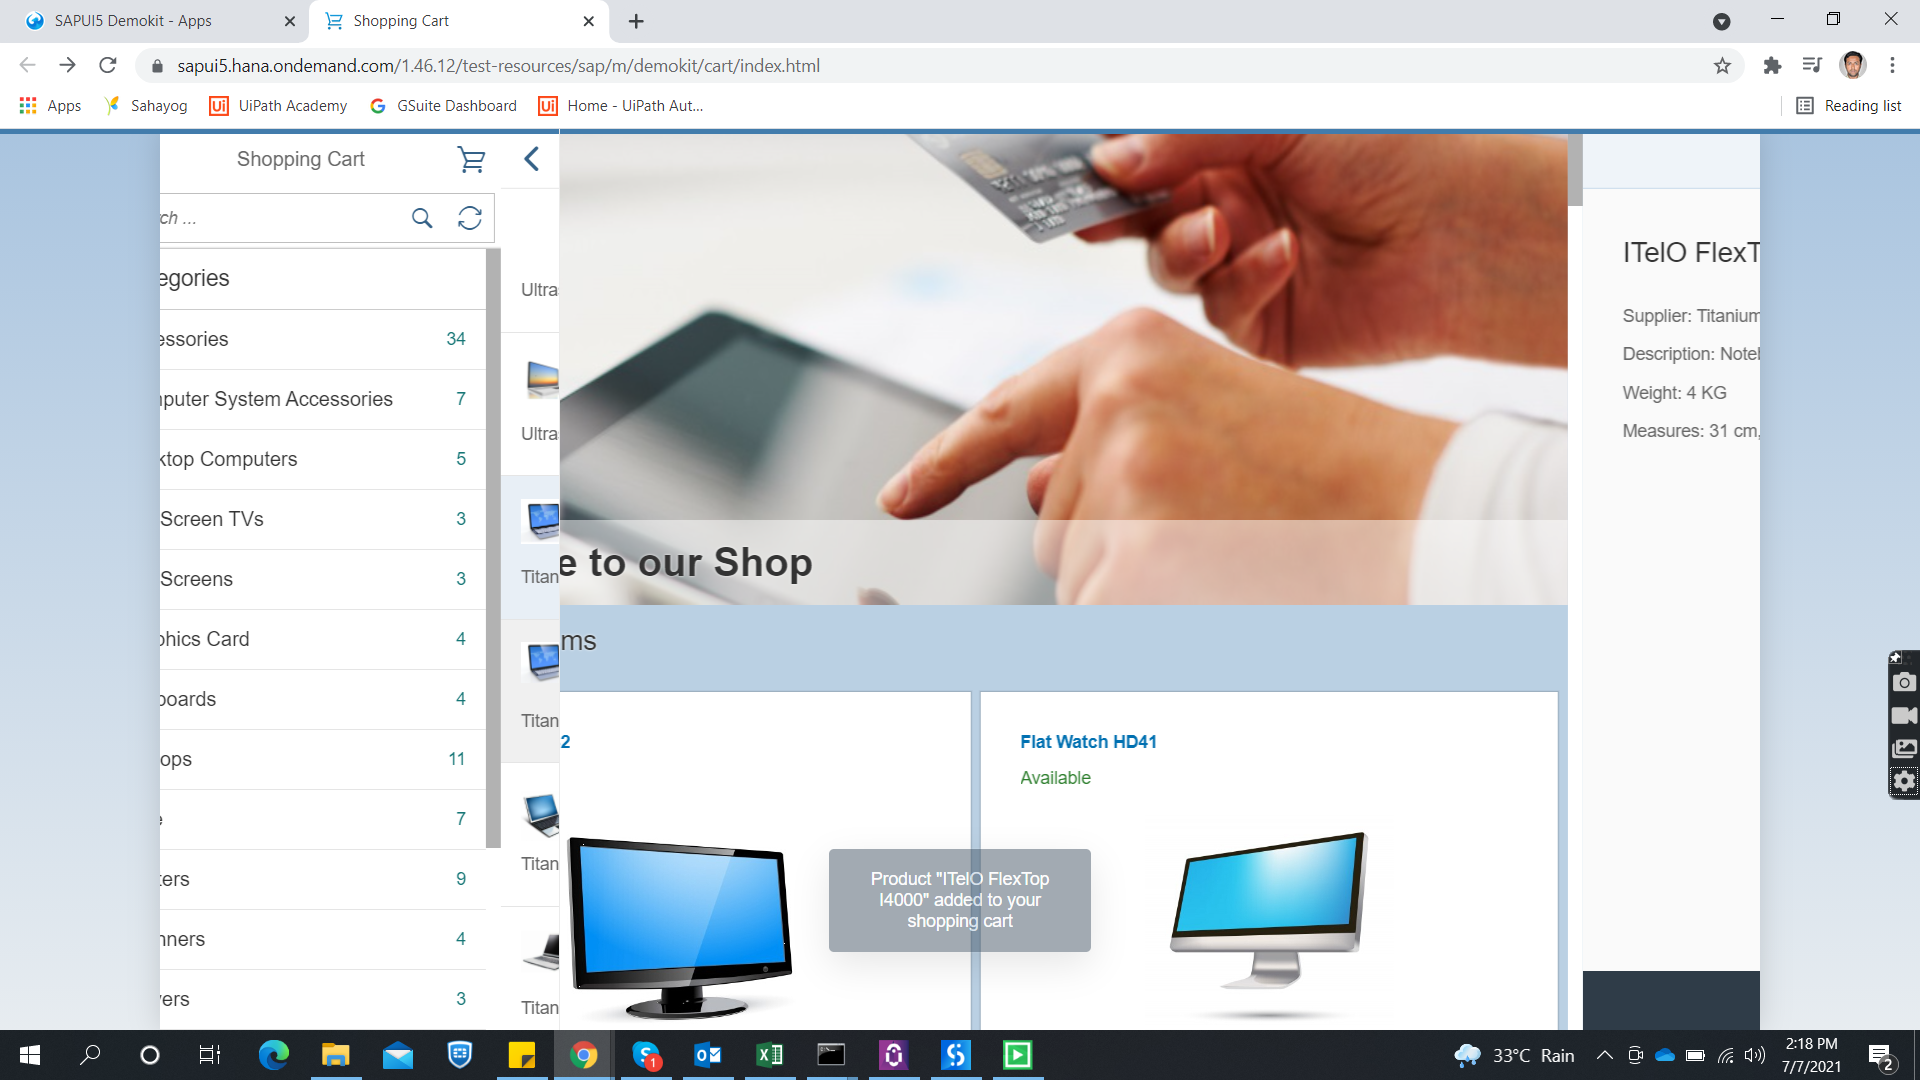 SAPUI5 Demokit - Apps
Shopping Cart
sapui5.hana.ondemand.com/1.46.12/test-resources/sap/m/demokit/cart/index.html
Apps
Sahayog
UiPath Academy
GSuite Dashboard
Home - UiPath Aut...
Reading list
Shopping Cart
ch ...
egories
essories 34
puter System Accessories 7
ktop Computers 5
Screen TVs 3
Screens 3
phics Card 4
boards 4
ops 11
e 7
ters 9
nners 4
vers 3
Ultra
Ultra
Titan
Titan
Titan
Titan
e to our Shop
ms
2
Flat Watch HD41
Available
Product "ITelO FlexTop
I4000" added to your
shopping cart
ITelO FlexT
Supplier: Titanium
Description: Note
Weight: 4 KG
Measures: 31 cm,
1
33°C Rain
2:18 PM
7/7/2021
2